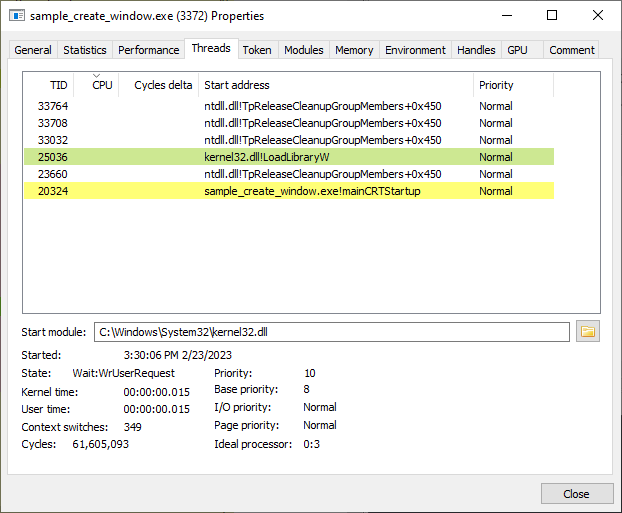 sample_create_window.exe (3372) Properties
General Statistics Performance Threads Token Modules Memory Environment Handles GPU Comment
TID CPU Cycles delta Start address Priority
33764 ntdll.dll!TpReleaseCleanupGroupMembers+0x450 Normal
33708 ntdll.dll!TpReleaseCleanupGroupMembers+0x450 Normal
33032 ntdll.dll!TpReleaseCleanupGroupMembers+0x450 Normal
25036 kernel32.dll!LoadLibraryW Normal
23660 ntdll.dll!TpReleaseCleanupGroupMembers+0x450 Normal
20324 sample_create_window.exe!mainCRTStartup Normal
Start module: C:\Windows\System32\kernel32.dll
Started: 3:30:06 PM 2/23/2023
State: Wait:WrUserRequest Priority: 10
Kernel time: 00:00:00.015 Base priority: 8
User time: 00:00:00.015 I/O priority: Normal
Context switches: 349 Page priority: Normal
Cycles: 61,605,093 Ideal processor: 0:3
Close